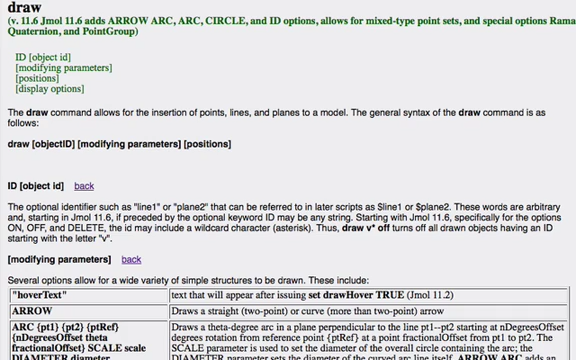 draw
(v. 11.6 Jmol 11.6 adds ARROW ARC, ARC, CIRCLE, and ID options, allows for mixed-type point sets, and special options Rama
Quaternion, and PointGroup)
ID [object id]
[modifying parameters]
[positions]
[display options]
The draw command allows for the insertion of points, lines, and planes to a model. The general syntax of the draw command is as
follows:
draw [objectID] [modifying parameters] [positions]
ID [object id] back
The optional identifier such as "line1" or "plane2" that can be referred to in later scripts as $line1 or $plane2. These words are arbitrary
and, starting in Jmol 11.6, if preceded by the optional keyword ID may be any string. Starting with Jmol 11.6, specifically for the options
ON, OFF, and DELETE, the id may include a wildcard character (asterisk). Thus, draw v* off turns off all drawn objects having an ID
starting with the letter "v".
[modifying parameters] back
Several options allow for a wide variety of simple structures to be drawn. These include:
"hoverText" text that will appear after issuing set drawHover TRUE (Jmol 11.2)
ARROW Draws a straight (two-point) or curve (more than two-point) arrow
ARC {pt1} {pt2} {ptRef} Draws a theta-degree arc in a plane perpendicular to the line pt1--pt2 starting at nDegreesOffset
{nDegreesOffset theta degrees rotation from reference point {ptRef} at a point fractionalOffset from pt1 to pt2. The
fractionalOffset} SCALE scale SCALE parameter is used to set the diameter of the overall circle containing the arc; the
DIAMETER diameter DIAMETER parameter sets the diameter of the curved arc line itself. ARROW ARC